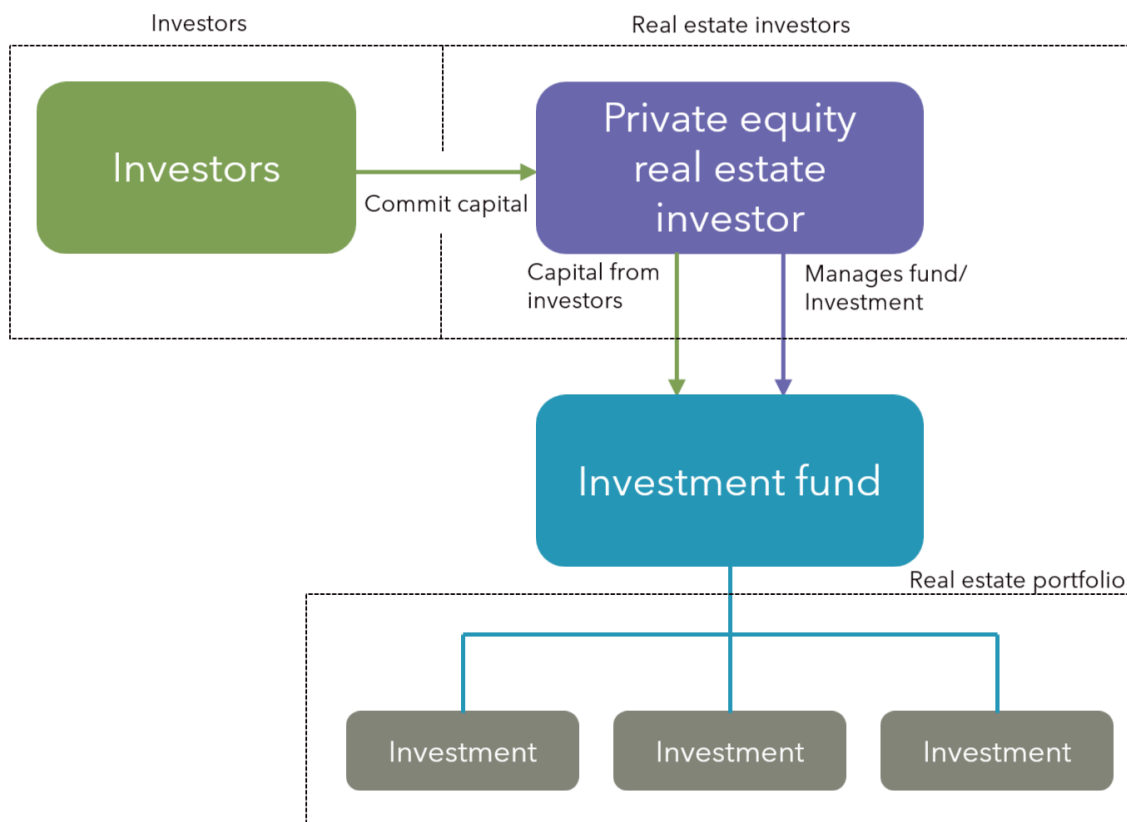 Investors
Real estate investors
Investors
Private equity
real estate
investor
Commit capital
Capital from
investors
Manages fund/
Investment
Investment fund
Real estate portfolio
Investment
Investment
Investment